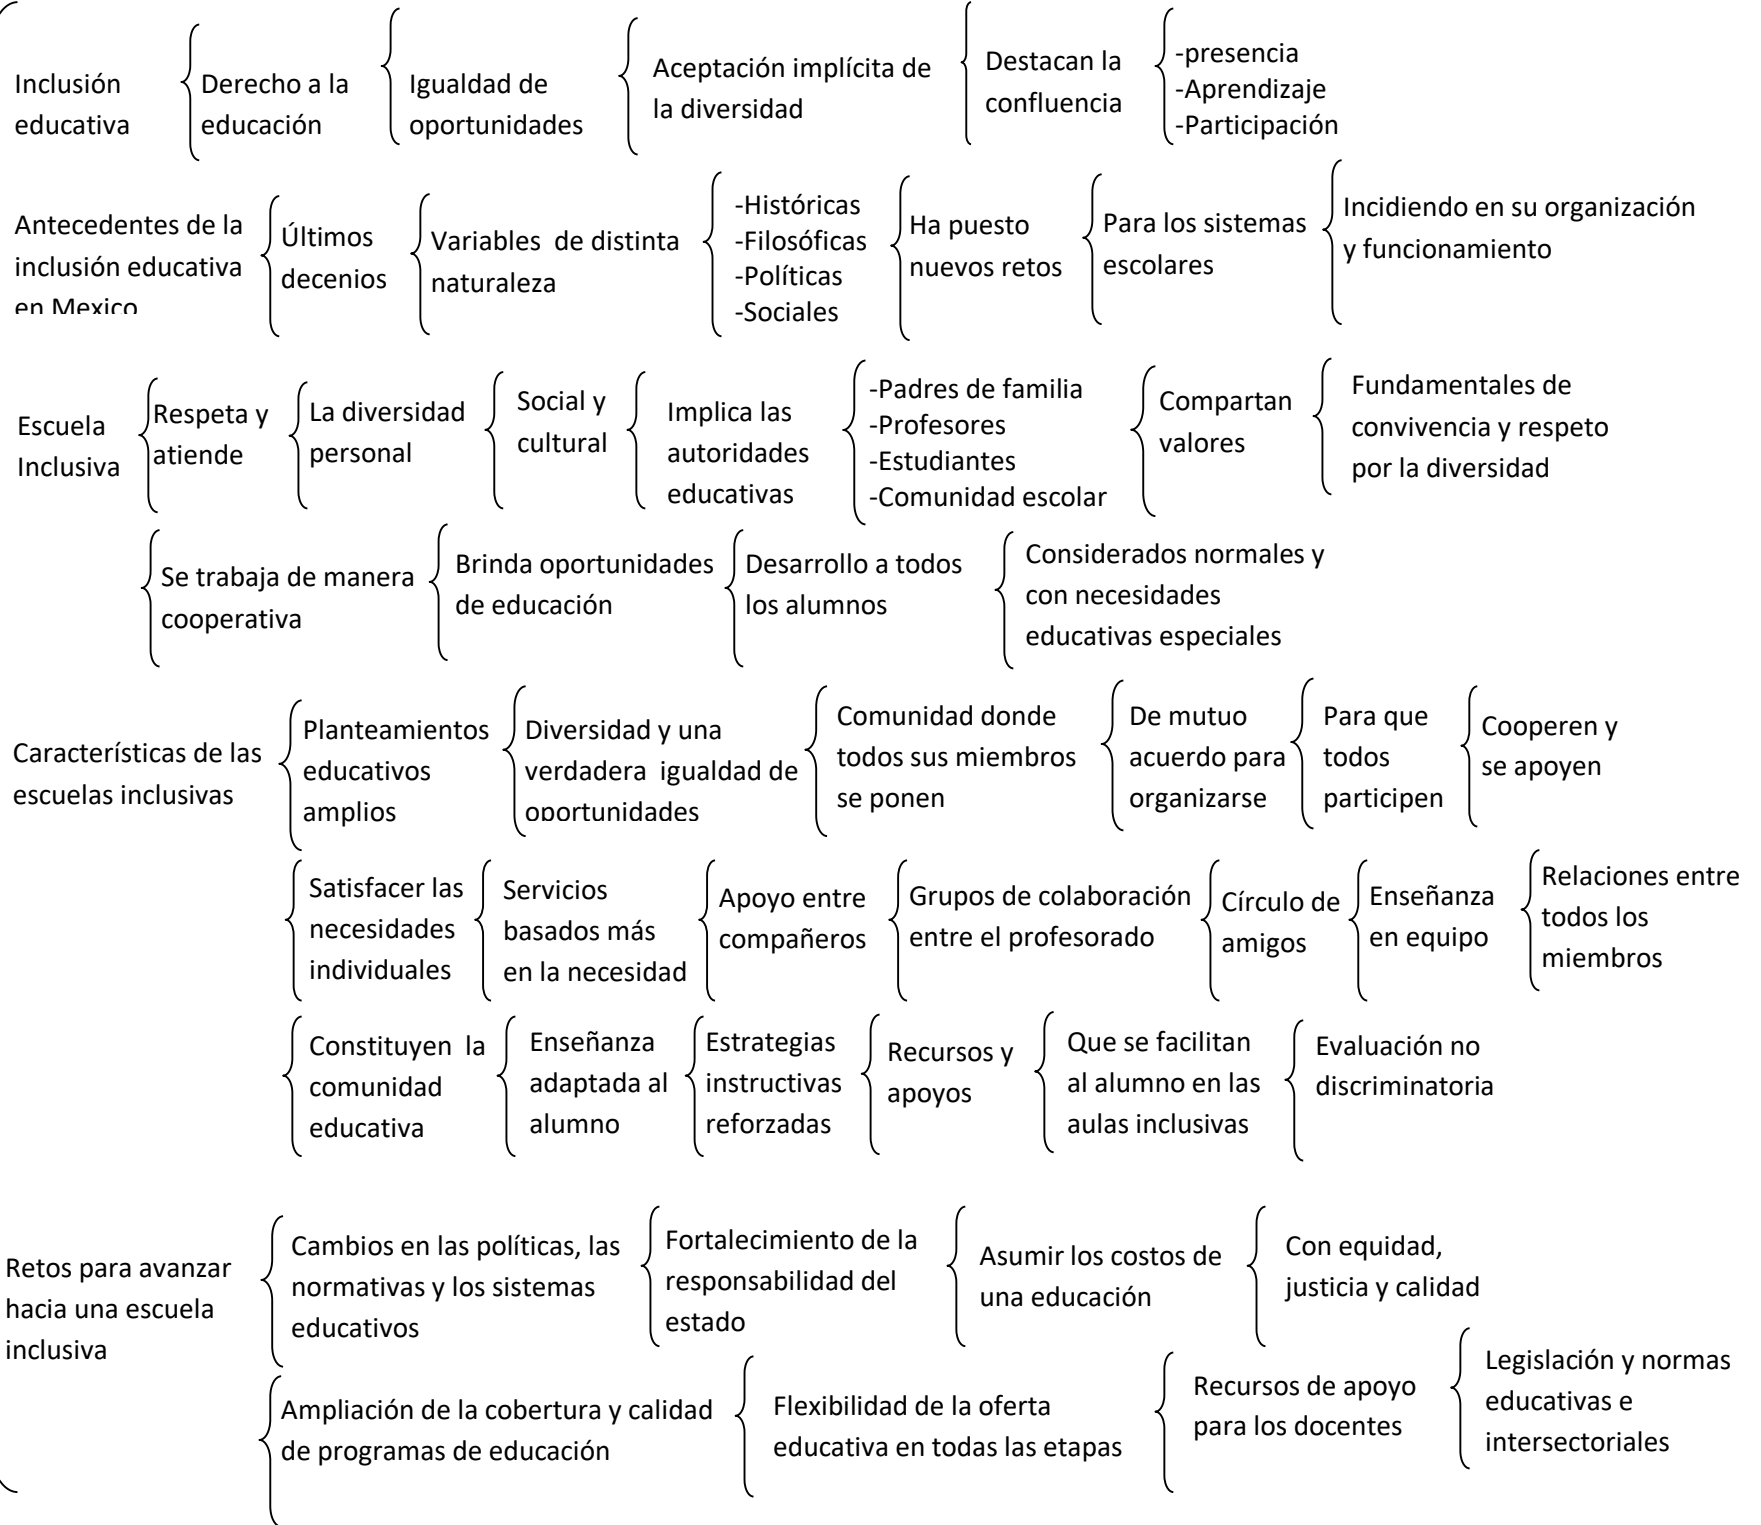 Inclusión
educativa
Derecho a la
educación
Igualdad de
oportunidades
Aceptación implícita de
la diversidad
Destacan la
confluencia
-presencia
-Aprendizaje
-Participación
Antecedentes de la
inclusión educativa
en Mexico
Últimos
decenios
Variables de distinta
naturaleza
-Históricas
-Filosóficas
-Políticas
-Sociales
Ha puesto
nuevos retos
Para los sistemas
escolares
Incidiendo en su organización
y funcionamiento
Escuela
Inclusiva
Respeta y
atiende
La diversidad
personal
Social y
cultural
Implica las
autoridades
educativas
-Padres de familia
-Profesores
-Estudiantes
-Comunidad escolar
Compartan
valores
Fundamentales de
convivencia y respeto
por la diversidad
Se trabaja de manera
cooperativa
Brinda oportunidades
de educación
Desarrollo a todos
los alumnos
Considerados normales y
con necesidades
educativas especiales
Características de las
escuelas inclusivas
Planteamientos
educativos
amplios
Diversidad y una
verdadera igualdad de
oportunidades
Comunidad donde
todos sus miembros
se ponen
De mutuo
acuerdo para
organizarse
Para que
todos
participen
Cooperen y
se apoyen
Satisfacer las
necesidades
individuales
Servicios
basados más
en la necesidad
Apoyo entre
compañeros
Grupos de colaboración
entre el profesorado
Círculo de
amigos
Enseñanza
en equipo
Relaciones entre
todos los
miembros
Constituyen la
comunidad
educativa
Enseñanza
adaptada al
alumno
Estrategias
instructivas
reforzadas
Recursos y
apoyos
Que se facilitan
al alumno en las
aulas inclusivas
Evaluación no
discriminatoria
Retos para avanzar
hacia una escuela
inclusiva
Cambios en las políticas, las
normativas y los sistemas
educativos
Fortalecimiento de la
responsabilidad del
estado
Asumir los costos de
una educación
Con equidad,
justicia y calidad
Ampliación de la cobertura y calidad
de programas de educación
Flexibilidad de la oferta
educativa en todas las etapas
Recursos de apoyo
para los docentes
Legislación y normas
educativas e
intersectoriales